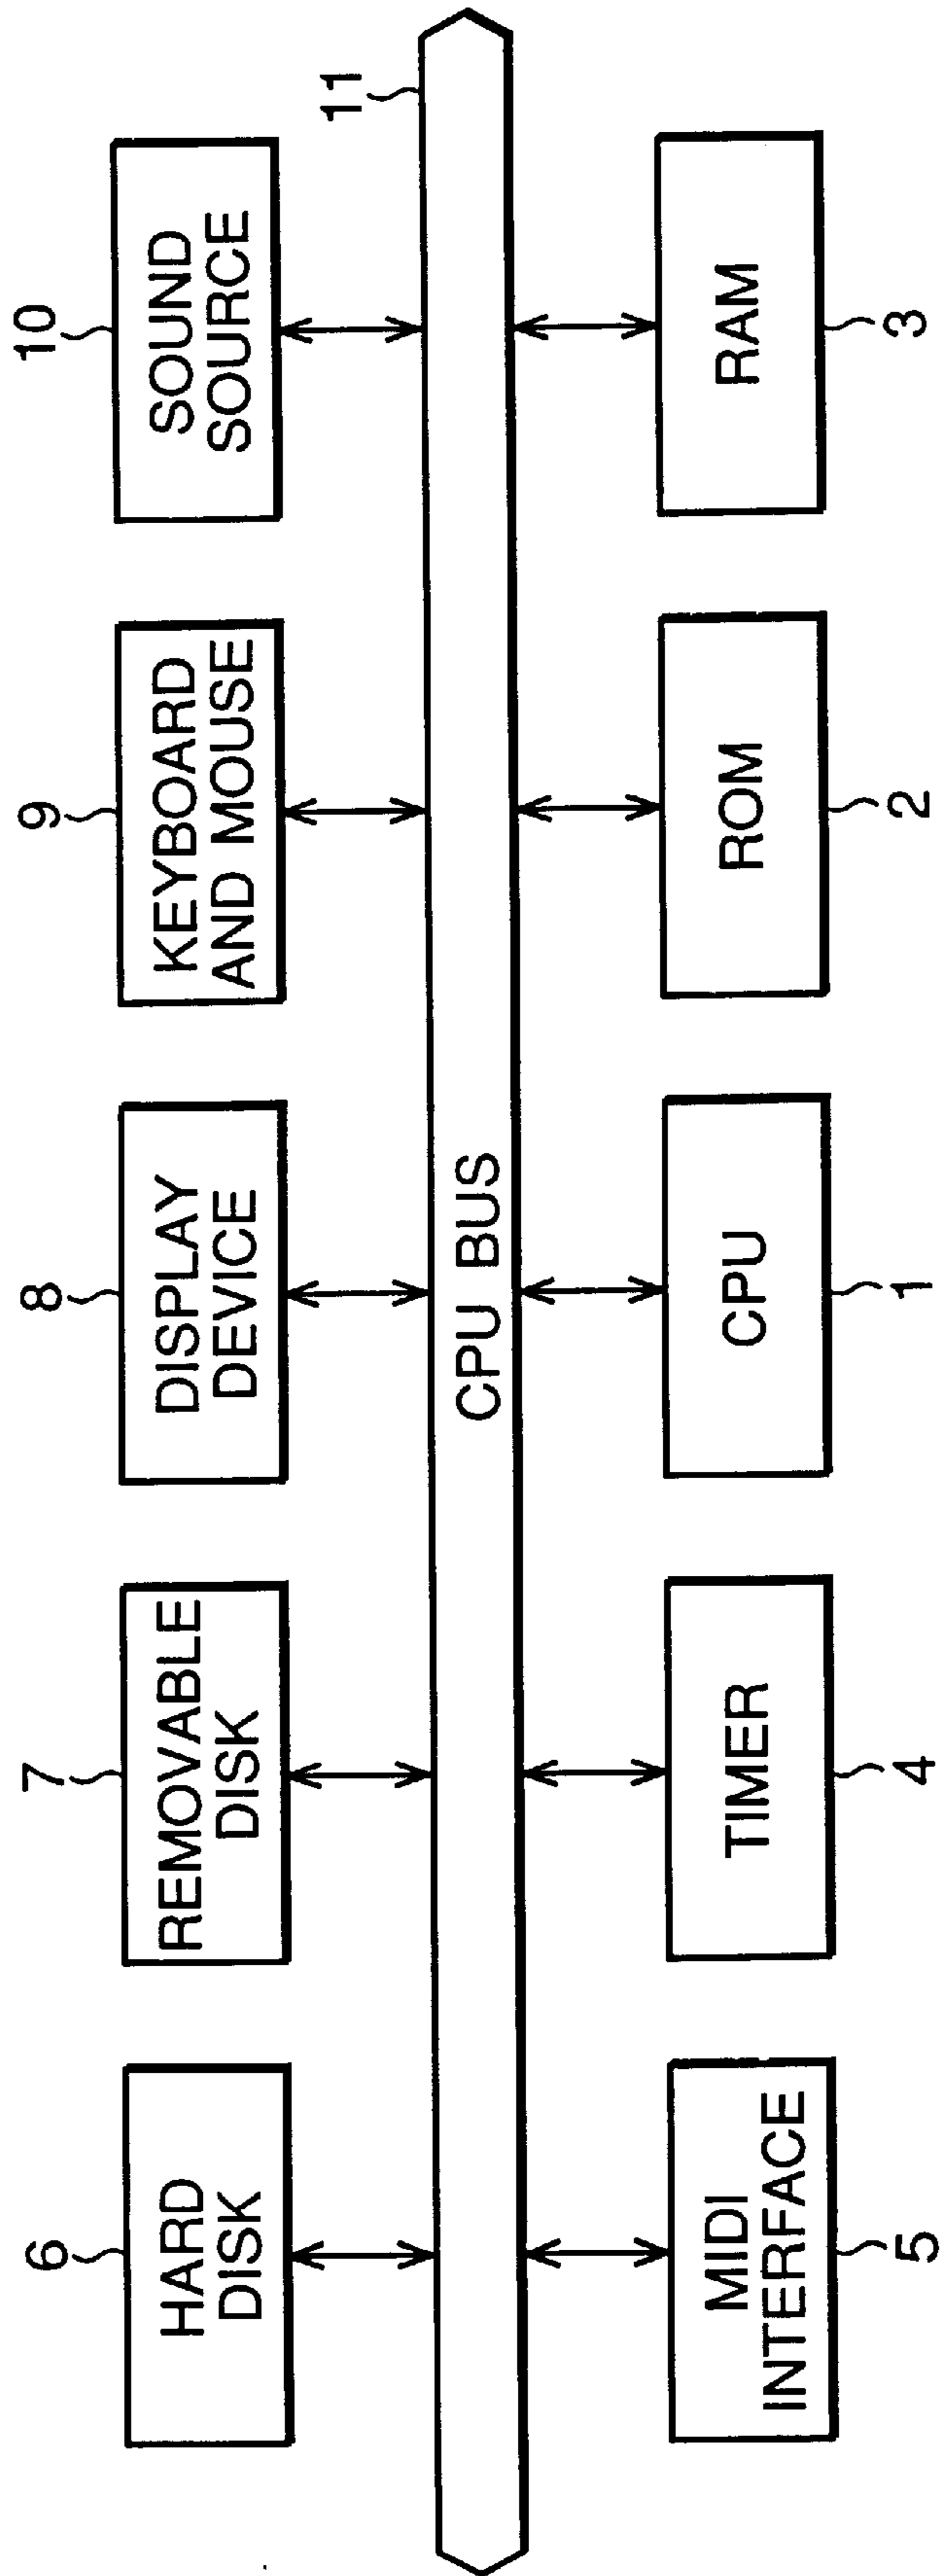 6
7
8
9
10
HARD
DISK
REMOVABLE
DISK
DISPLAY
DEVICE
KEYBOARD
AND MOUSE
SOUND
SOURCE
11
CPU BUS
MIDI
INTERFACE
TIMER
CPU
ROM
RAM
5
4
1
2
3